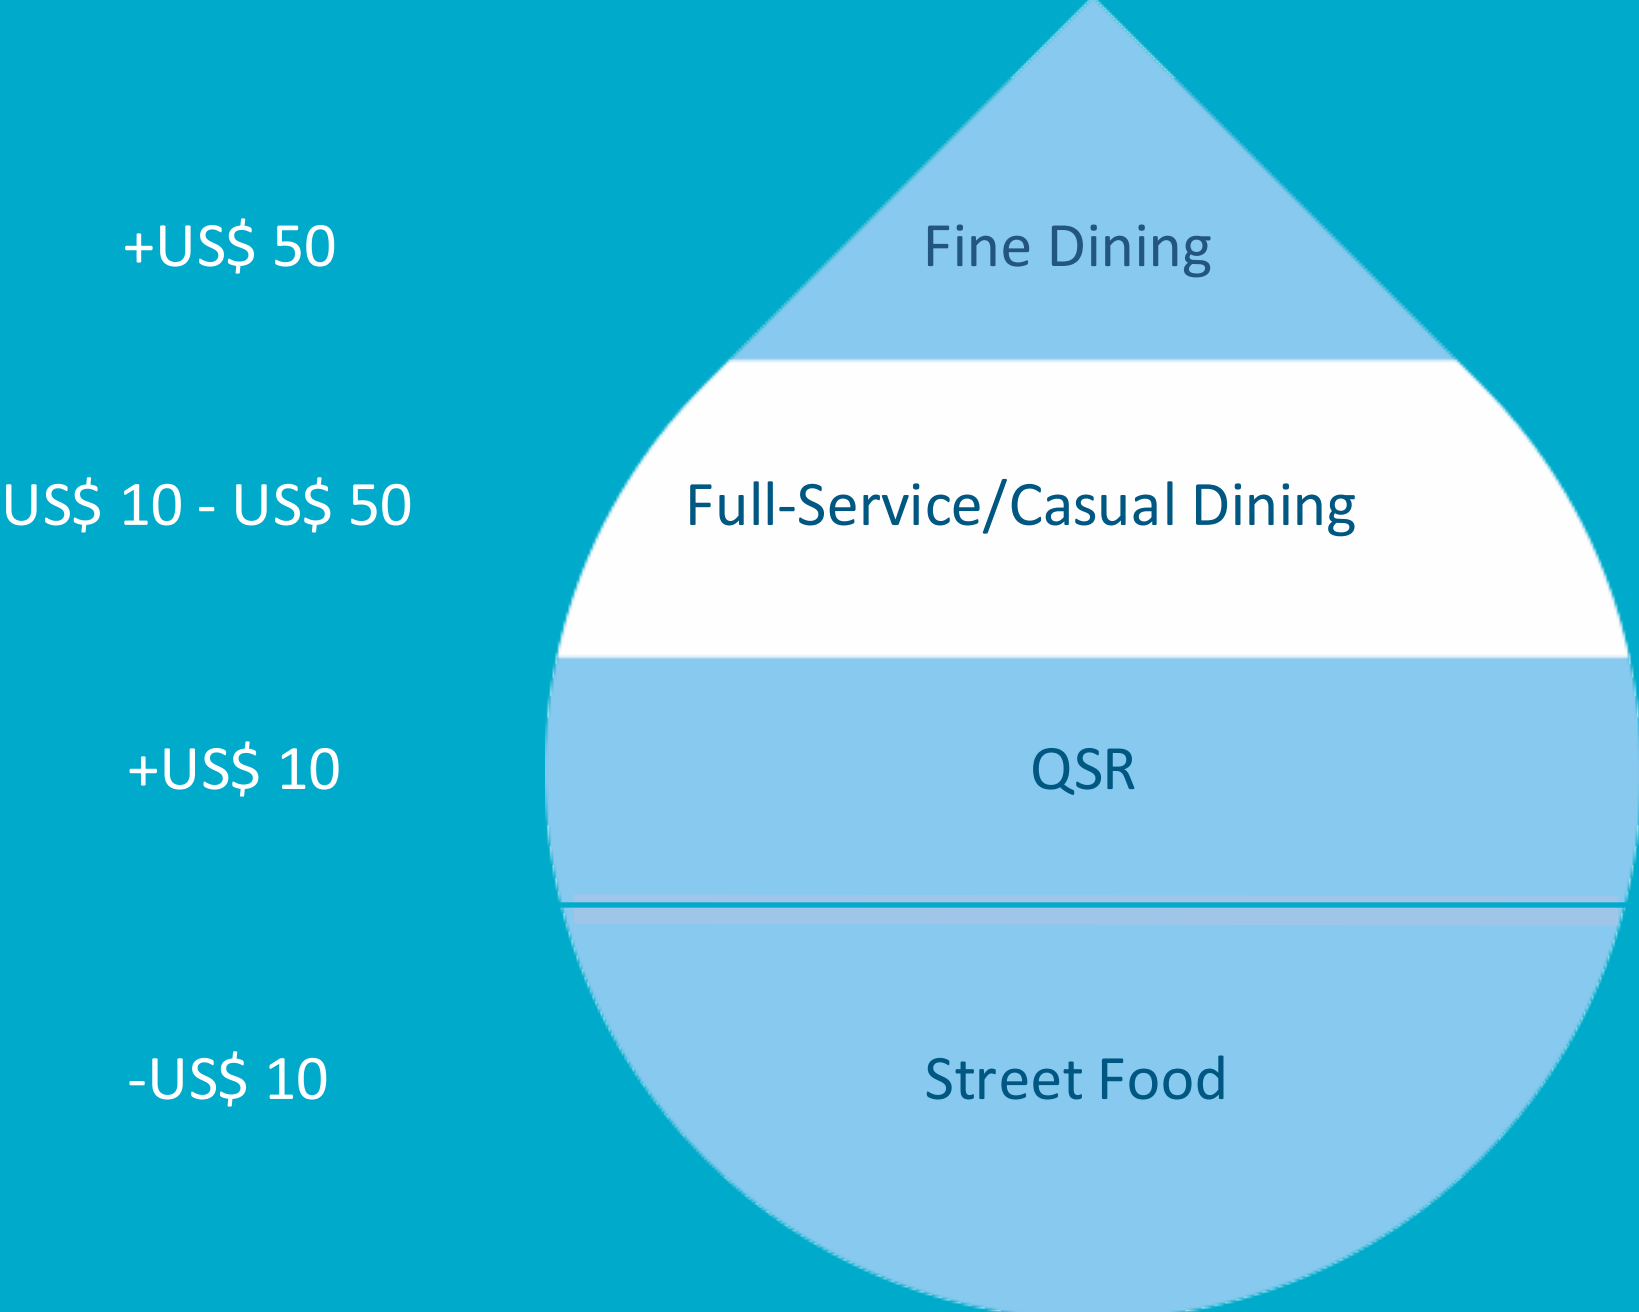 +US$ 50
Fine Dining
US$ 10 - US$ 50
Full-Service/Casual Dining
+US$ 10
QSR
-US$ 10
Street Food